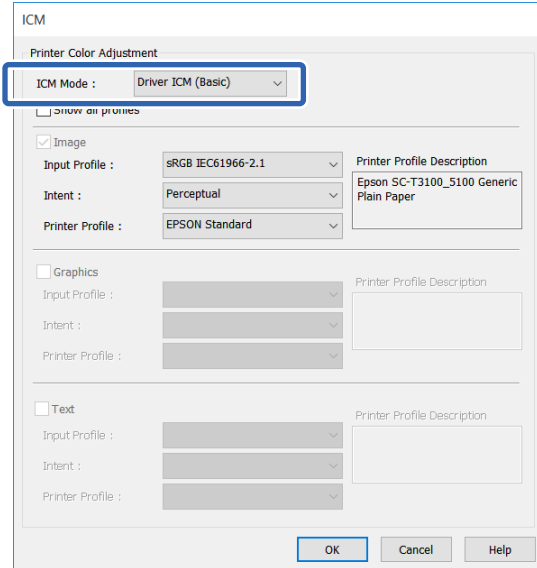 ICM
Printer Color Adjustment
ICM Mode : Driver ICM (Basic)
Show all profiles
Image
Input Profile : sRGB IEC61966-2.1 Printer Profile Description
Intent : Perceptual Epson SC-T3100_5100 Generic
Plain Paper
Printer Profile : EPSON Standard
Graphics
Input Profile : Printer Profile Description
Intent :
Printer Profile :
Text
Input Profile : Printer Profile Description
Intent :
Printer Profile :
OK Cancel Help